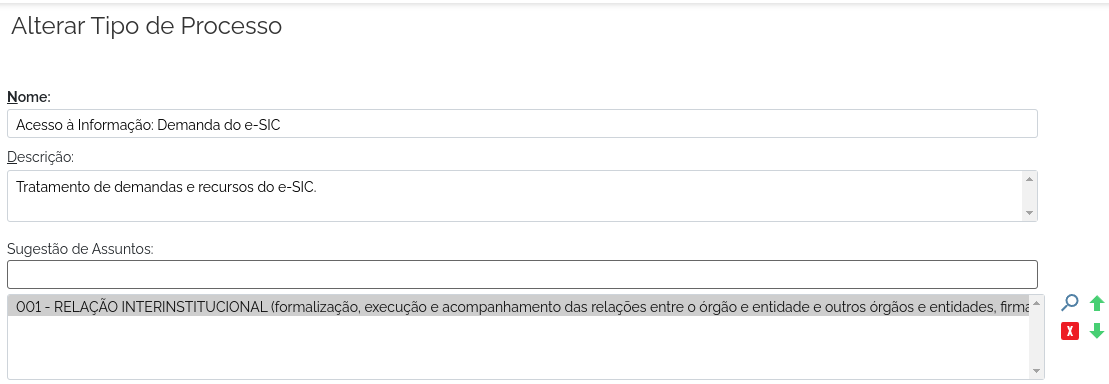 Alterar Tipo de Processo
Nome:
Acesso à Informação: Demanda do e-SIC
Descrição:
Tratamento de demandas e recursos do e-SIC.
Sugestão de Assuntos:
001 - RELAÇÃO INTERINSTITUCIONAL (formalização, execução e acompanhamento das relações entre o órgão e entidade e outros órgãos e entidades, firma